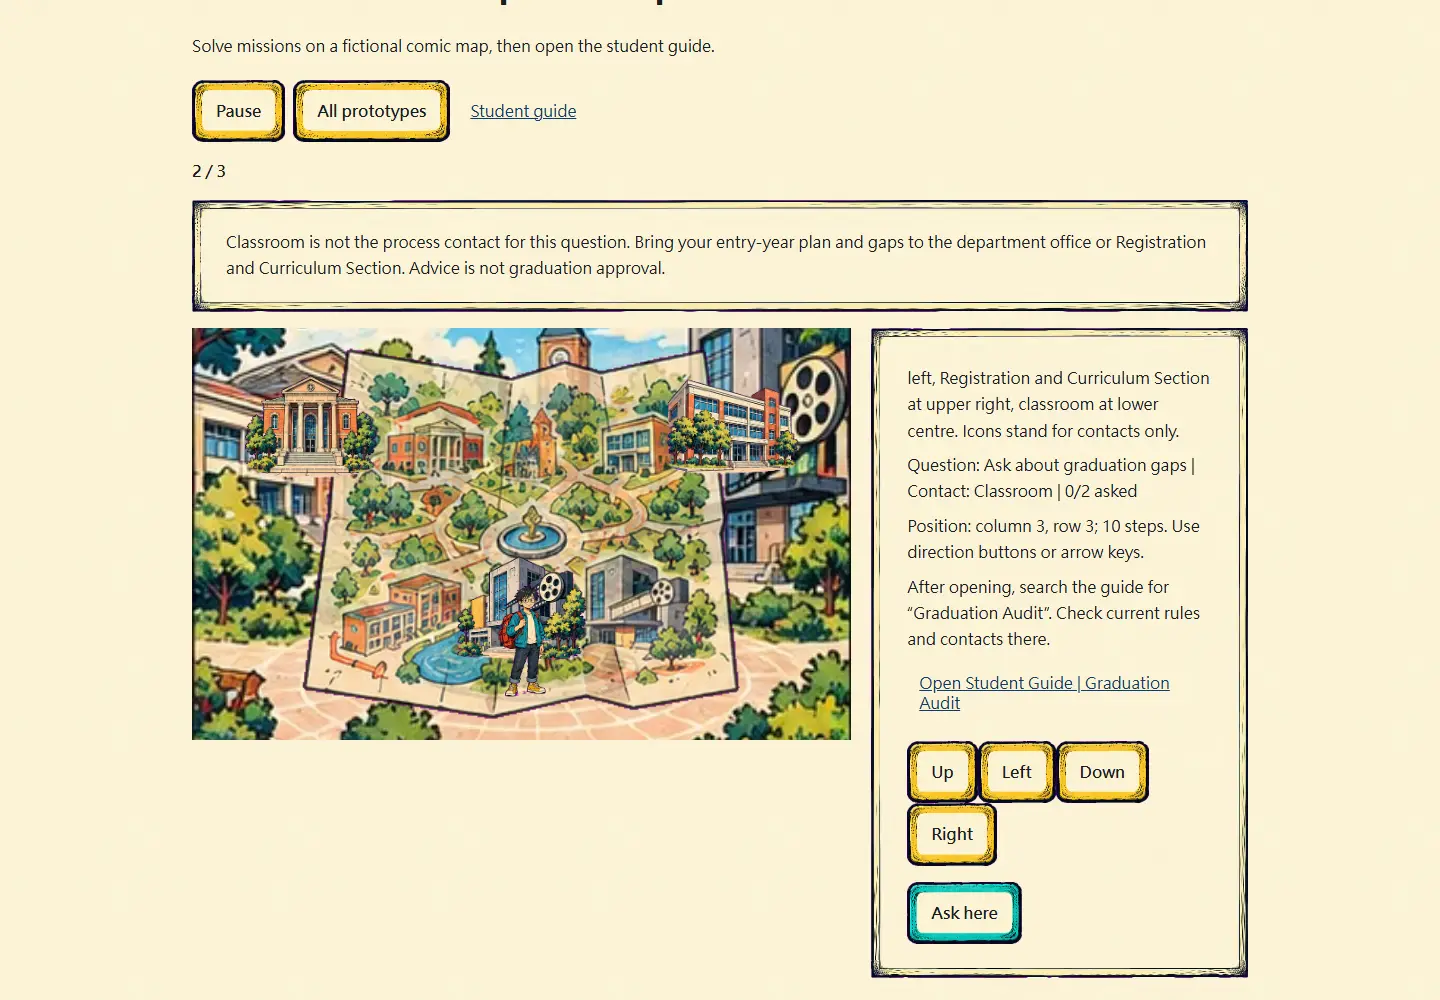 Solve missions on a fictional comic map, then open the student guide.
Pause
All prototypes
Student guide
2 / 3
Classroom is not the process contact for this question. Bring your entry-year plan and gaps to the department office or Registration
and Curriculum Section. Advice is not graduation approval.
left, Registration and Curriculum Section
at upper right, classroom at lower
centre. Icons stand for contacts only.
Question: Ask about graduation gaps |
Contact: Classroom | 0/2 asked
Position: column 3, row 3; 10 steps. Use
direction buttons or arrow keys.
After opening, search the guide for
“Graduation Audit”. Check current rules
and contacts there.
Open Student Guide | Graduation
Audit
Up
Left
Down
Right
Ask here